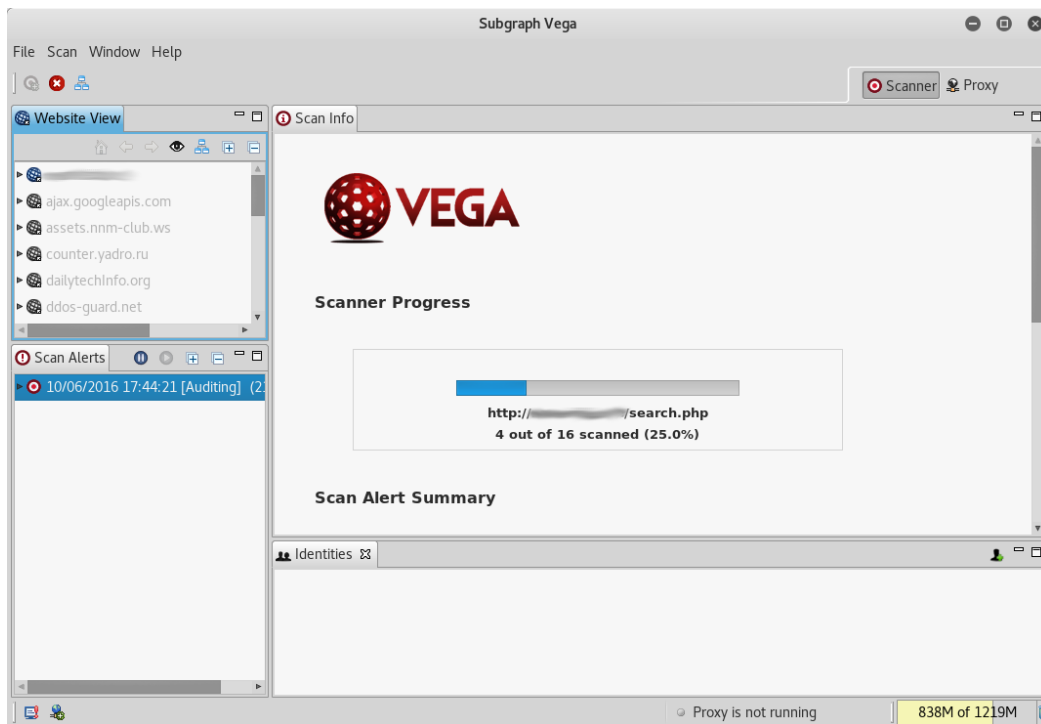 Subgraph Vega
File Scan Window Help
Scanner Proxy
Website View
ajax.googleapis.com
assets.nnm-club.ws
counter.yadro.ru
dailytechinfo.org
ddos-guard.net
Scan Alerts
10/06/2016 17:44:21 [Auditing]
Scan Info
VEGA
Scanner Progress
http:// /search.php
4 out of 16 scanned (25.0%)
Scan Alert Summary
Identities
Proxy is not running
838M of 1219M